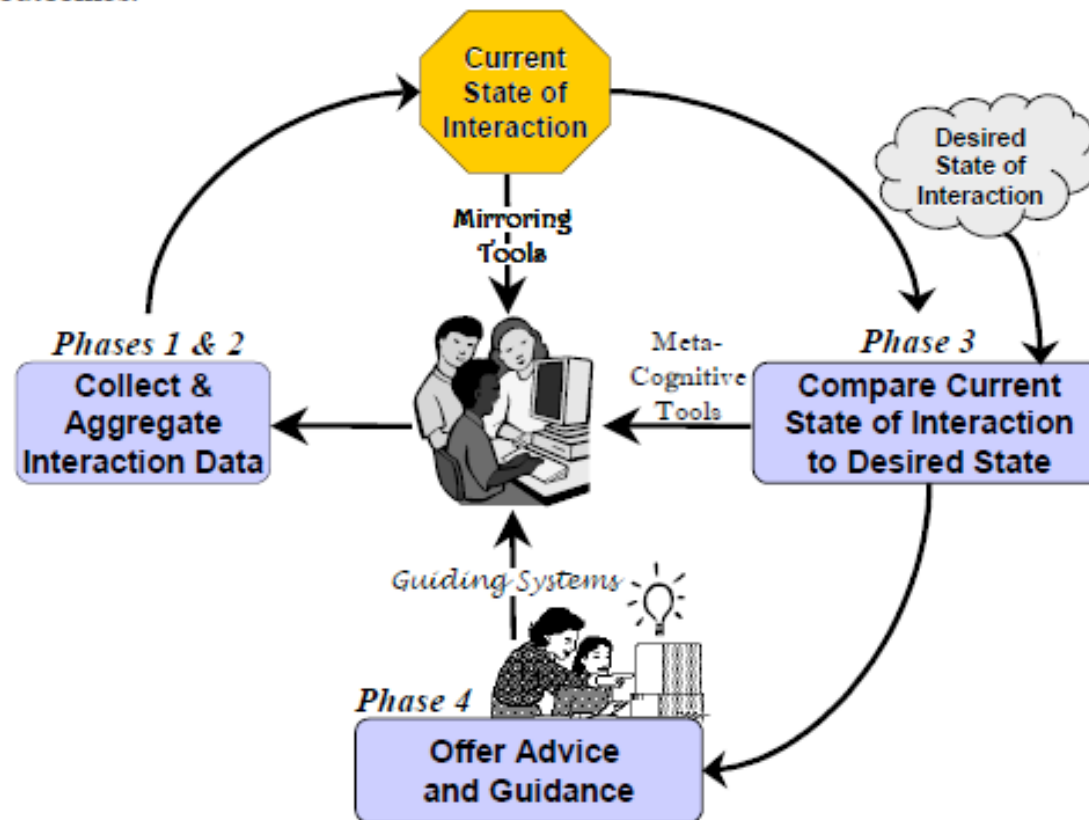 Current
State of
Interaction
Desired
State of
Interaction
Mirroring
Tools
Phases 1 & 2
Collect &
Aggregate
Interaction Data
Meta-
Cognitive
Tools
Phase 3
Compare Current
State of Interaction
to Desired State
Guiding Systems
Phase 4
Offer Advice
and Guidance